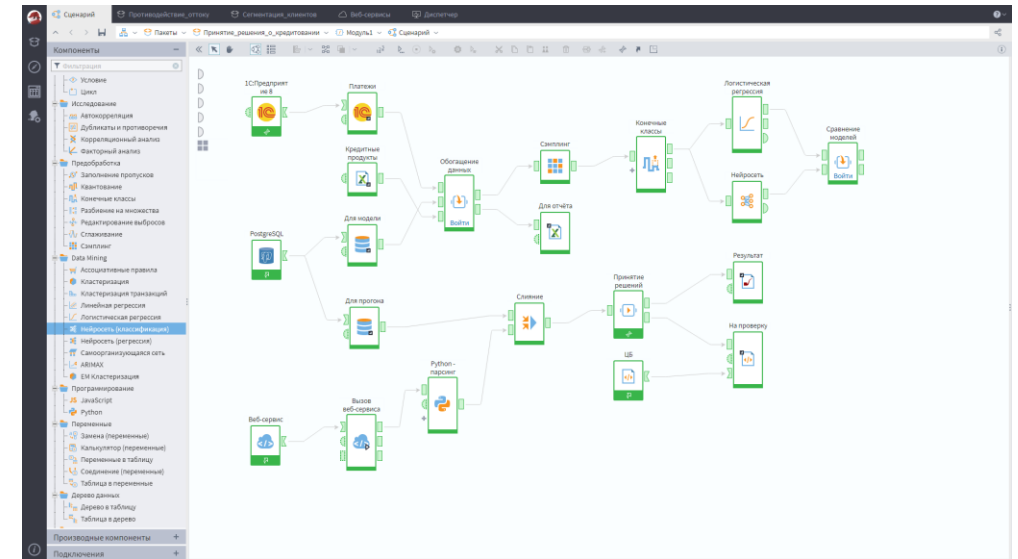 Сценарий
Противодействие_оттоку
Сегментация_клиентов
Веб-сервисы
Диспетчер
Пакеты
Принятие_решения_о_кредитовании
Модуль1
Сценарий
Компоненты
Фильтрация
Условие
Цикл
Исследование
Автокорреляция
Дубликаты и противоречия
Корреляционный анализ
Факторный анализ
Предобработка
Заполнение пропусков
Квантование
Конечные классы
Разбиение на множества
Редактирование выбросов
Сглаживание
Сэмплинг
Data Mining
Ассоциативные правила
Кластеризация
Кластеризация транзакций
Линейная регрессия
Логистическая регрессия
Нейросеть (классификация)
Нейросеть (регрессия)
Самоорганизующаяся сеть
ARIMAX
EM Кластеризация
Программирование
JavaScript
Python
Переменные
Замена (переменные)
Калькулятор (переменные)
Переменные в таблицу
Соединение (переменные)
Таблица в переменные
Дерево данных
Дерево в таблицу
Таблица в дерево
Производные компоненты
Подключения
1С:Предприят
ие 8
Платежи
Кредитные
продукты
Обогащение
данных
Войти
Сэмплинг
Конечные
классы
Логистическая
регрессия
Сравнение
моделей
Войти
Нейросеть
Для отчёта
PostgreSQL
Для модели
Для прогона
Слияние
Принятие
решений
Результат
На проверку
ЦБ
Python -
парсинг
Веб-сервис
Вызов
веб-сервиса